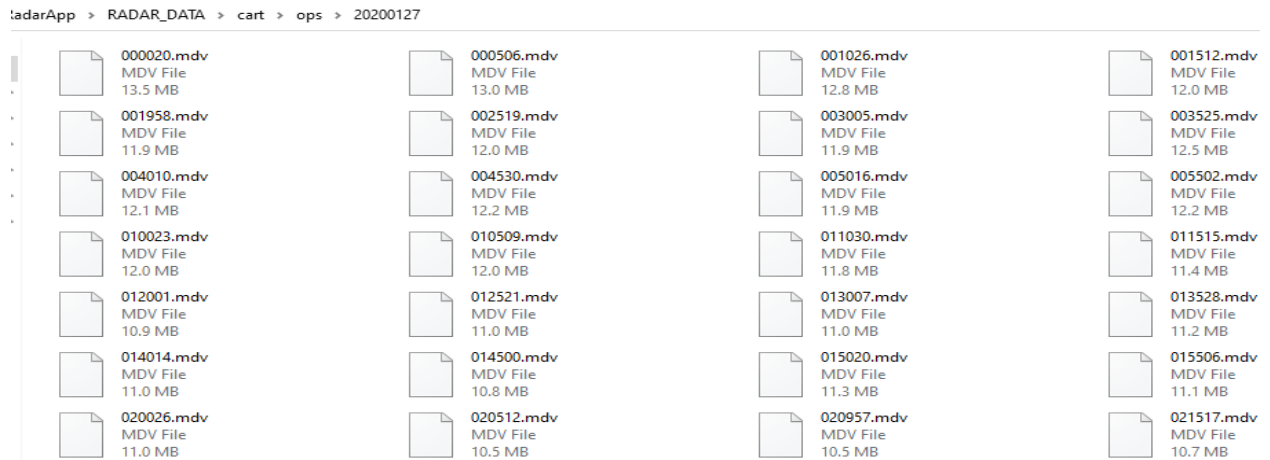 RadarApp > RADAR_DATA > cart > ops > 20200127
000020.mdv
MDV File
13.5 MB
000506.mdv
MDV File
13.0 MB
001026.mdv
MDV File
12.8 MB
001512.mdv
MDV File
12.0 MB
001958.mdv
MDV File
11.9 MB
002519.mdv
MDV File
12.0 MB
003005.mdv
MDV File
11.9 MB
003525.mdv
MDV File
12.5 MB
004010.mdv
MDV File
12.1 MB
004530.mdv
MDV File
12.2 MB
005016.mdv
MDV File
11.9 MB
005502.mdv
MDV File
12.2 MB
010023.mdv
MDV File
12.0 MB
010509.mdv
MDV File
12.0 MB
011030.mdv
MDV File
11.8 MB
011515.mdv
MDV File
11.4 MB
012001.mdv
MDV File
10.9 MB
012521.mdv
MDV File
11.0 MB
013007.mdv
MDV File
11.0 MB
013528.mdv
MDV File
11.2 MB
014014.mdv
MDV File
11.0 MB
014500.mdv
MDV File
10.8 MB
015020.mdv
MDV File
11.3 MB
015506.mdv
MDV File
11.1 MB
020026.mdv
MDV File
11.0 MB
020512.mdv
MDV File
10.5 MB
020957.mdv
MDV File
10.5 MB
021517.mdv
MDV File
10.7 MB